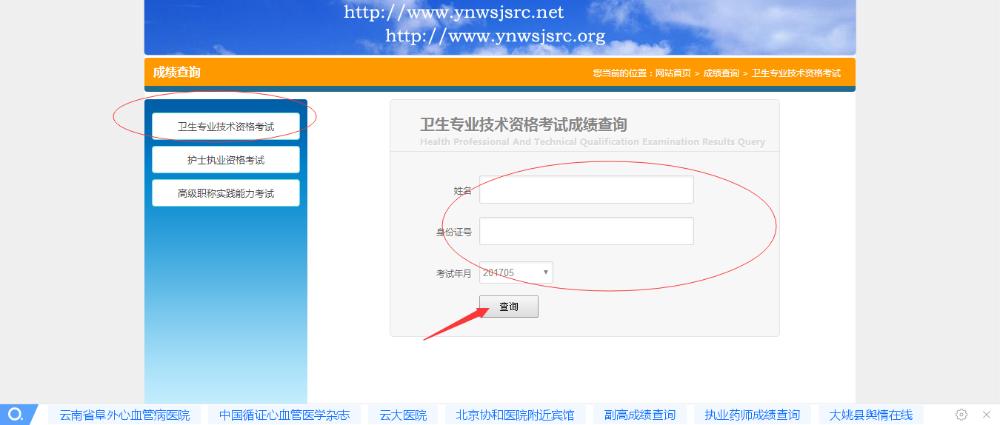 http://www.ynwsjsrc.net
http://www.ynwsjsrc.org
成绩查询
您当前的位置：网站首页 > 成绩查询 > 卫生专业技术资格考试
卫生专业技术资格考试
护士执业资格考试
高级职称实践能力考试
卫生专业技术资格考试成绩查询
Health Professional And Technical Qualification Examination Results Query
姓名
身份证号
考试年月 201705
查询
云南省阜外心血管病医院 中国循证心血管医学杂志 云大医院 北京协和医院附近宾馆 副高成绩查询 执业药师成绩查询 大姚县舆情在线